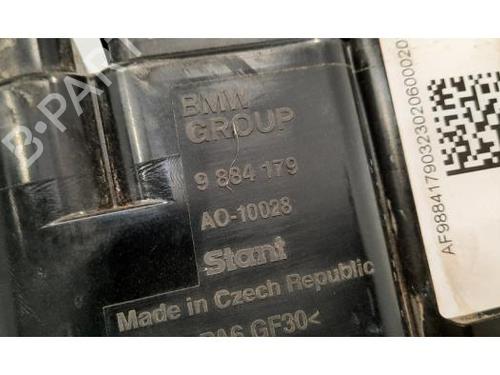 BMW
GROUP
9 884 179
AO-10028
Stant
Made in Czech Republic
PA6 GF30<
AF98841790323020600020
B-PARTS